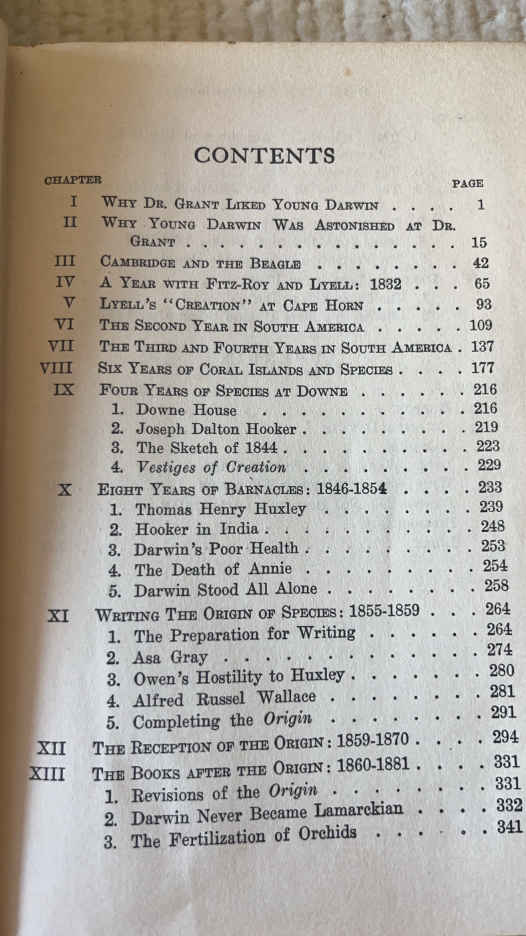 CONTENTS
CHAPTER PAGE
I Why Dr. Grant Liked Young Darwin . . . . 1
II Why Young Darwin Was Astonished at Dr.
Grant . . . . . . . . . . . . . 15
III Cambridge and the Beagle . . . . . . . . 42
IV A Year with Fitz-Roy and Lyell: 1832 . . . 65
V Lyell's "Creation" at Cape Horn . . . . . 93
VI The Second Year in South America . . . . . 109
VII The Third and Fourth Years in South America . 137
VIII Six Years of Coral Islands and Species . . . . 177
IX Four Years of Species at Downe . . . . . . 216
1. Downe House . . . . . . . . . . . 216
2. Joseph Dalton Hooker . . . . . . . . . 219
3. The Sketch of 1844 . . . . . . . . . . 223
4. Vestiges of Creation . . . . . . . . . 229
X Eight Years of Barnacles: 1846-1854 . . . . 233
1. Thomas Henry Huxley . . . . . . . . 239
2. Hooker in India . . . . . . . . . . . 248
3. Darwin's Poor Health . . . . . . . . . 253
4. The Death of Annie . . . . . . . . . 254
5. Darwin Stood All Alone . . . . . . . . 258
XI Writing The Origin of Species: 1855-1859 . . . 264
1. The Preparation for Writing . . . . . . 264
2. Asa Gray . . . . . . . . . . . . 274
3. Owen's Hostility to Huxley . . . . . . . 280
4. Alfred Russel Wallace . . . . . . . . 281
5. Completing the Origin . . . . . . . . 291
XII The Reception of the Origin: 1859-1870 . . . . 294
XIII The Books after the Origin: 1860-1881 . . . . 331
1. Revisions of the Origin . . . . . . . . 331
2. Darwin Never Became Lamarckian . . . . 332
3. The Fertilization of Orchids . . . . . . 341